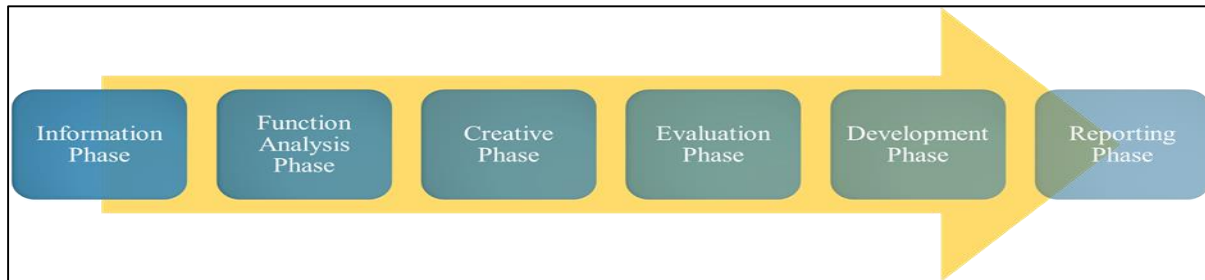 Information
Phase
Function
Analysis
Phase
Creative
Phase
Evaluation
Phase
Development
Phase
Reporting
Phase